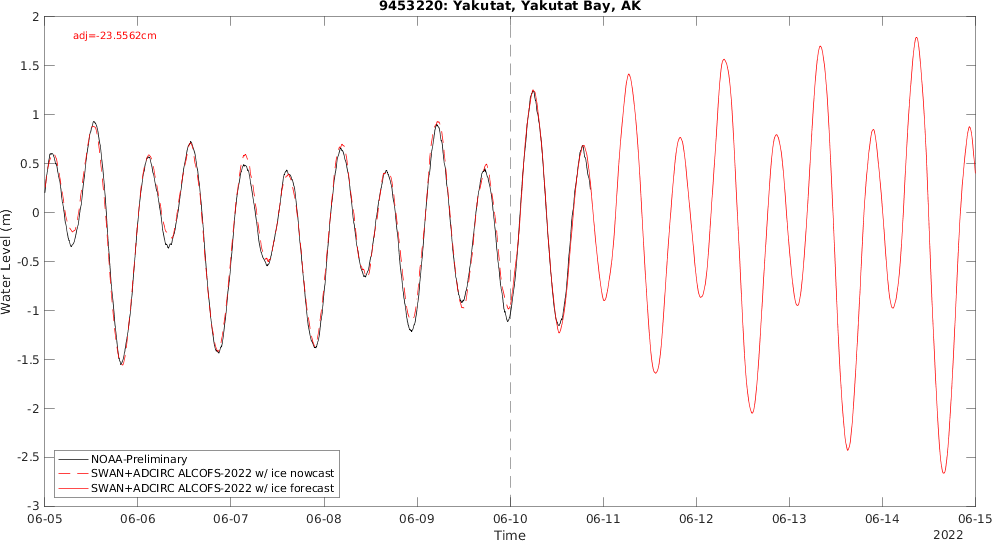 9453220: Yakutat, Yakutat Bay, AK
adj=-23.5562cm
2
1.5
1
0.5
0
-0.5
-1
-1.5
-2
-2.5
-3
Water Level (m)
NOAA-Preliminary
SWAN+ADCIRC ALCOFS-2022 w/ ice nowcast
SWAN+ADCIRC ALCOFS-2022 w/ ice forecast
06-05 06-06 06-07 06-08 06-09 06-10 06-11 06-12 06-13 06-14 06-15
Time
2022